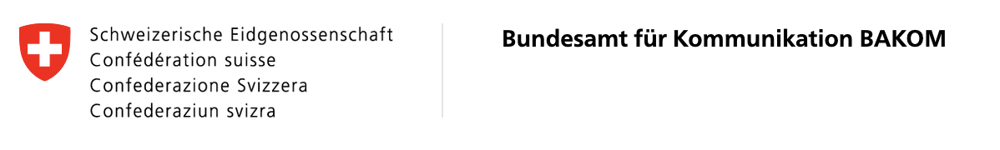 Schweizerische Eidgenossenschaft
Confédération suisse
Confederazione Svizzera
Confederaziun svizra
Bundesamt für Kommunikation BAKOM